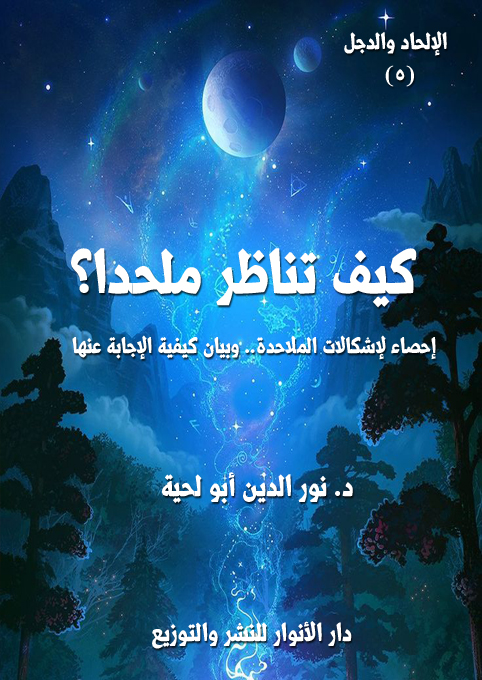 الإلحاد والدجل
(٥)
كيف تناظر ملحدا؟
إحصاء لإشكالات الملاحدة.. وبيان كيفية الإجابة عنها
د. نور الدين أبو لحية
دار الأنوار للنشر والتوزيع